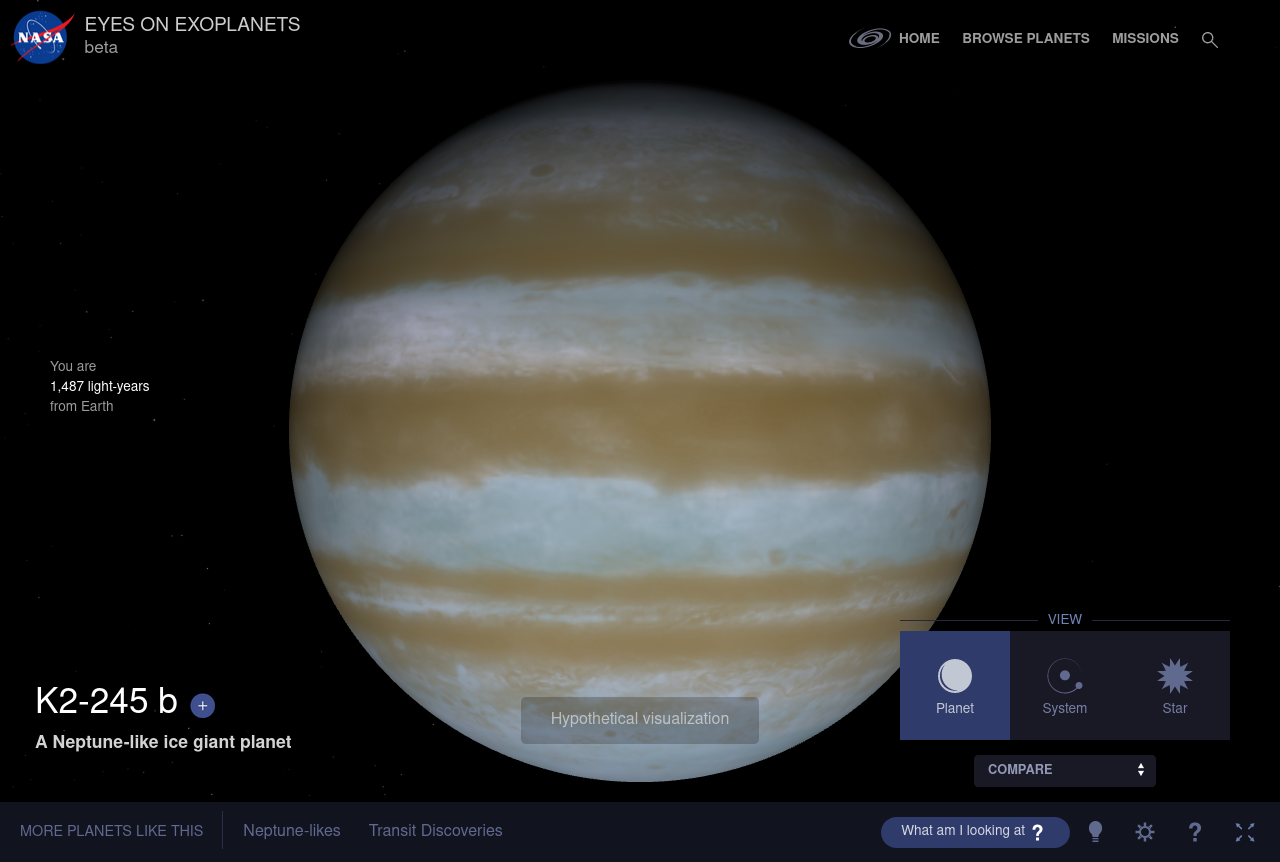 NASA
EYES ON EXOPLANETS
beta
HOME
BROWSE PLANETS
MISSIONS
You are
1,487 light-years
from Earth
VIEW
Planet
System
Star
K2-245 b +
A Neptune-like ice giant planet
Hypothetical visualization
COMPARE
MORE PLANETS LIKE THIS
Neptune-likes
Transit Discoveries
What am I looking at ?
?